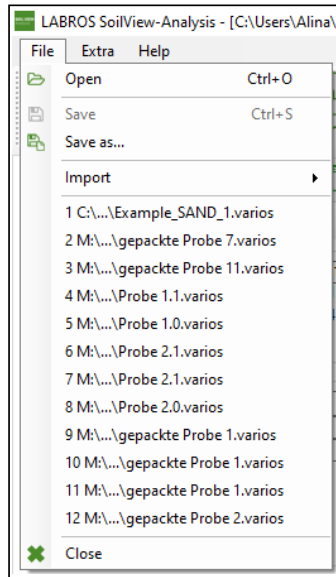 LABROS SoilView-Analysis - [C:\Users\Alina\
File Extra Help
Open Ctrl+O
Save Ctrl+S
Save as...
Import
1 C:\...\Example_SAND_1.varios
2 M:\...\gepackte Probe 7.varios
3 M:\...\gepackte Probe 11.varios
4 M:\...\Probe 1.1.varios
5 M:\...\Probe 1.0.varios
6 M:\...\Probe 2.1.varios
7 M:\...\Probe 2.1.varios
8 M:\...\Probe 2.0.varios
9 M:\...\gepackte Probe 1.varios
10 M:\...\gepackte Probe 1.varios
11 M:\...\gepackte Probe 1.varios
12 M:\...\gepackte Probe 2.varios
Close